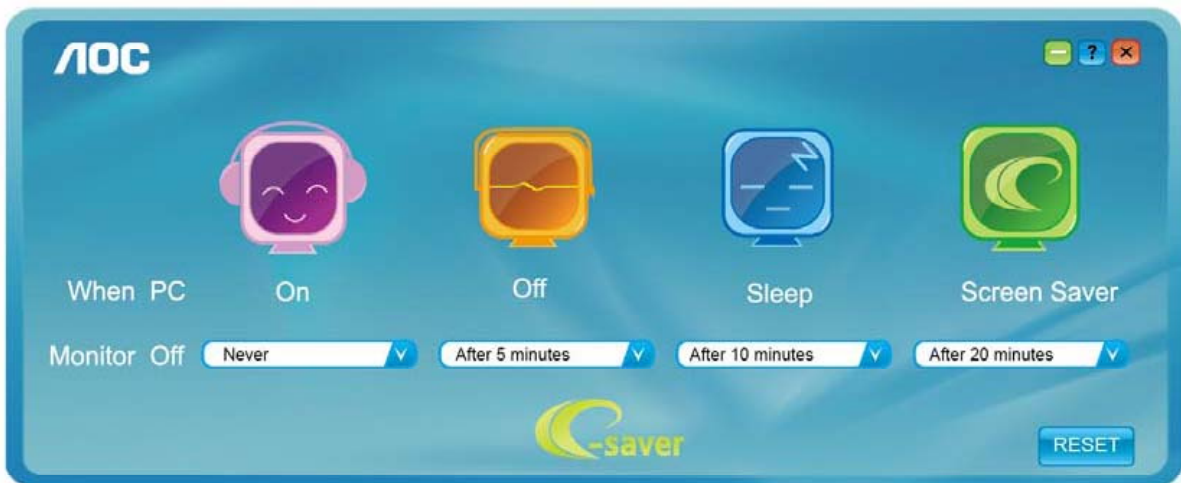 AOC
?
When PC On Off Sleep Screen Saver
Monitor Off Never After 5 minutes After 10 minutes After 20 minutes
e-saver
RESET